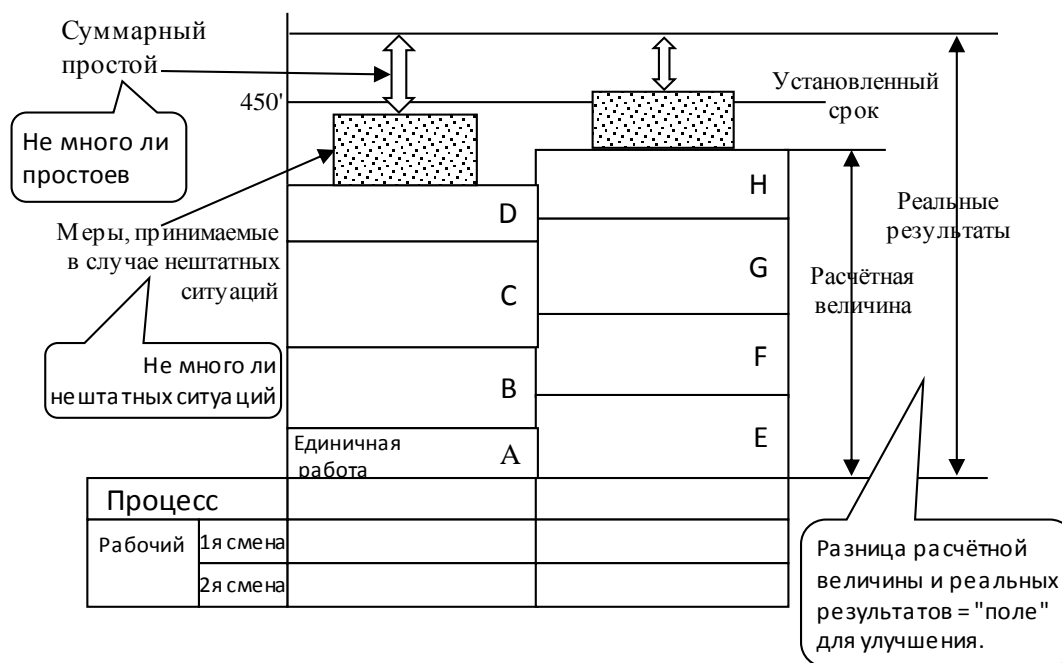 Суммарный
простой
Не много ли
простоев
450'
Установленный
срок
Меры, принимаемые
в случае нештатных
ситуаций
Не много ли
нештатных ситуаций
D
C
B
Единичная
работа
A
H
G
F
E
Расчётная
величина
Реальные
результаты
Процесс
Рабочий
1я смена
2я смена
Разница расчётной
величины и реальных
результатов = "поле"
для улучшения.